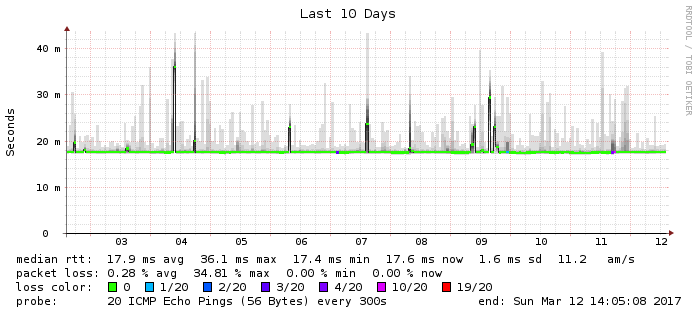 Last 10 Days
RRDTOOL / TOBI OETIKER
Seconds
40 m
30 m
20 m
10 m
0
03 04 05 06 07 08 09 10 11 12
median rtt: 17.9 ms avg 36.1 ms max 17.4 ms min 17.6 ms now 1.6 ms sd 11.2 am/s
packet loss: 0.28 % avg 34.81 % max 0.00 % min 0.00 % now
loss color: 0 1/20 2/20 3/20 4/20 10/20 19/20
probe: 20 ICMP Echo Pings (56 Bytes) every 300s end: Sun Mar 12 14:05:08 2017